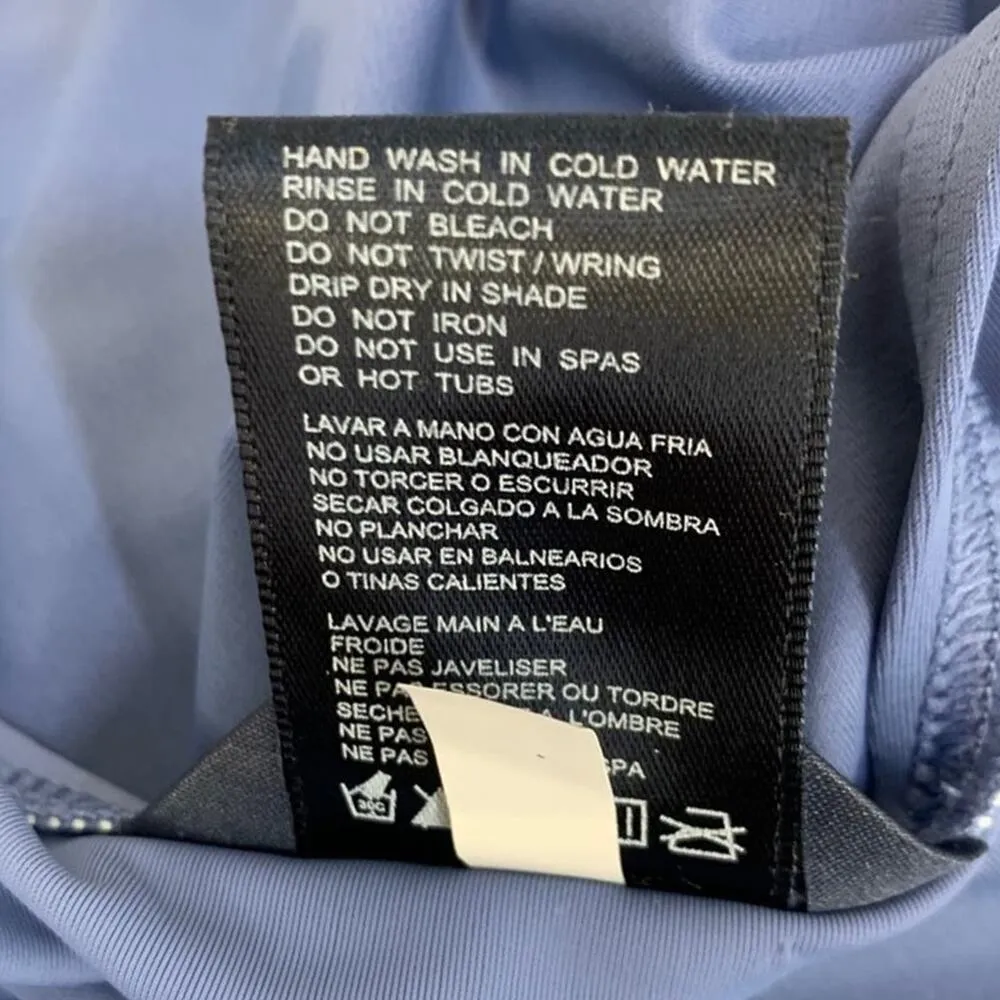 HAND WASH IN COLD WATER
RINSE IN COLD WATER
DO NOT BLEACH
DO NOT TWIST / WRING
DRIP DRY IN SHADE
DO NOT IRON
DO NOT USE IN SPAS
OR HOT TUBS
LAVAR A MANO CON AGUA FRIA
NO USAR BLANQUEADOR
NO TORCER O ESCURRIR
SECAR COLGADO A LA SOMBRA
NO PLANCHAR
NO USAR EN BALNEARIOS
O TINAS CALIENTES
LAVAGE MAIN A L'EAU
FROIDE
NE PAS JAVELISER
NE PAS ESSORER OU TORDRE
A L'OMBRE
NE PAS
NE PAS SPA
30C